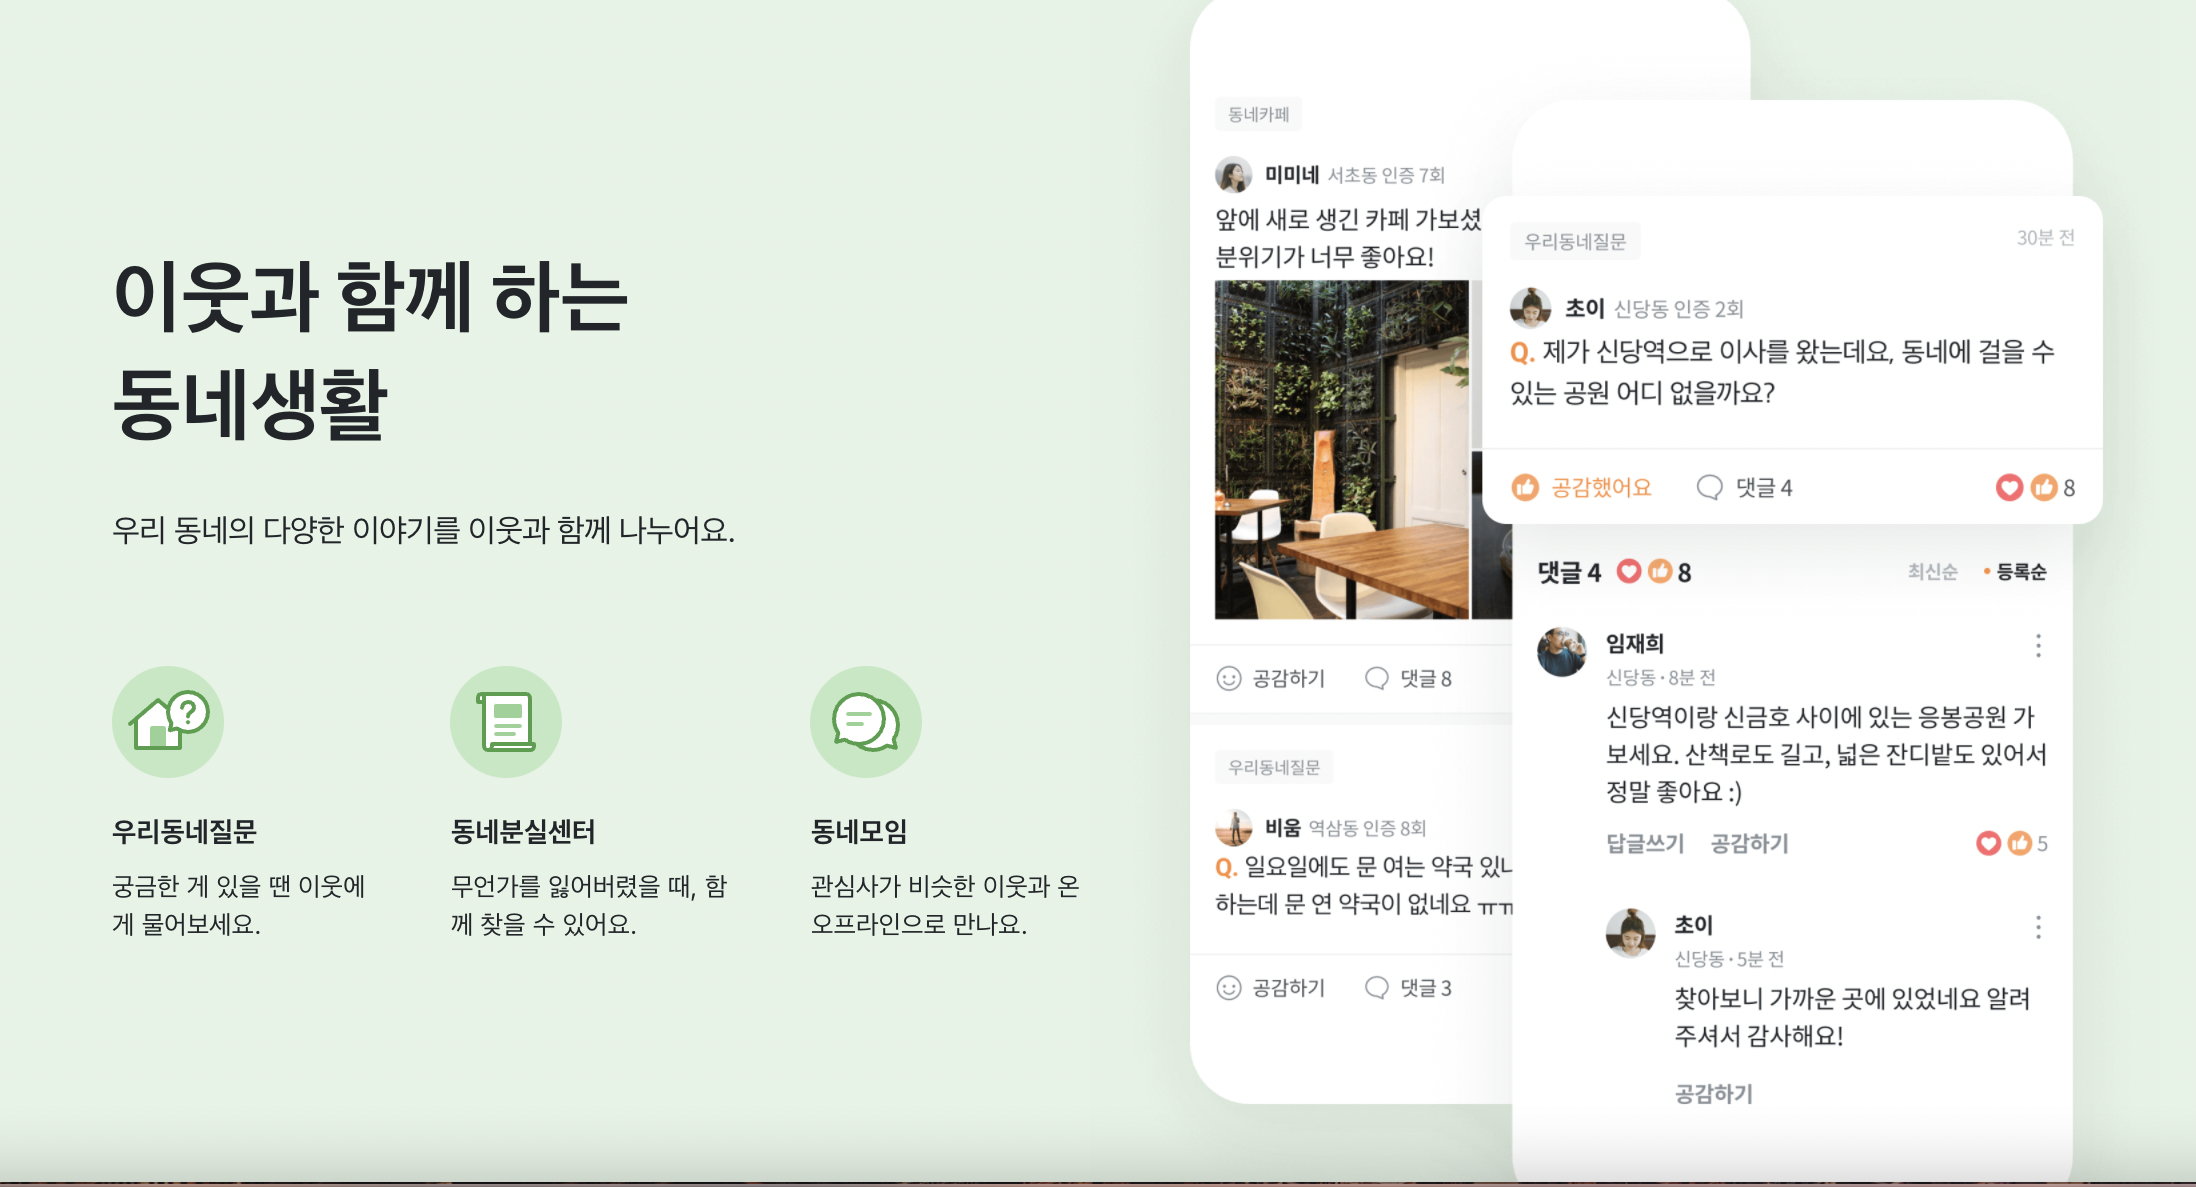 이웃과 함께 하는
동네생활
우리 동네의 다양한 이야기를 이웃과 함께 나누어요.
우리동네질문
궁금한 게 있을 땐 이웃에
게 물어보세요.
동네분실센터
무언가를 잃어버렸을 때, 함
께 찾을 수 있어요.
동네모임
관심사가 비슷한 이웃과 온
오프라인으로 만나요.
동네카페
미미네 서초동 인증 7회
앞에 새로 생긴 카페 가보셨
분위기가 너무 좋아요!
공감하기 댓글 8
우리동네질문
비움 역삼동 인증 8회
Q. 일요일에도 문 여는 약국 있
하는데 문 연 약국이 없네요 ㅠㅠ
공감하기 댓글 3
우리동네질문 30분 전
초이 신당동 인증 2회
Q. 제가 신당역으로 이사를 왔는데요, 동네에 걸을 수
있는 공원 어디 없을까요?
공감했어요 댓글 4 8
댓글 4 8 최신순 • 등록순
임재희
신당동 · 8분 전
신당역이랑 신금호 사이에 있는 응봉공원 가
보세요. 산책로도 길고, 넓은 잔디밭도 있어서
정말 좋아요 :)
답글쓰기 공감하기 5
초이
신당동 · 5분 전
찾아보니 가까운 곳에 있었네요 알려
주셔서 감사해요!
공감하기